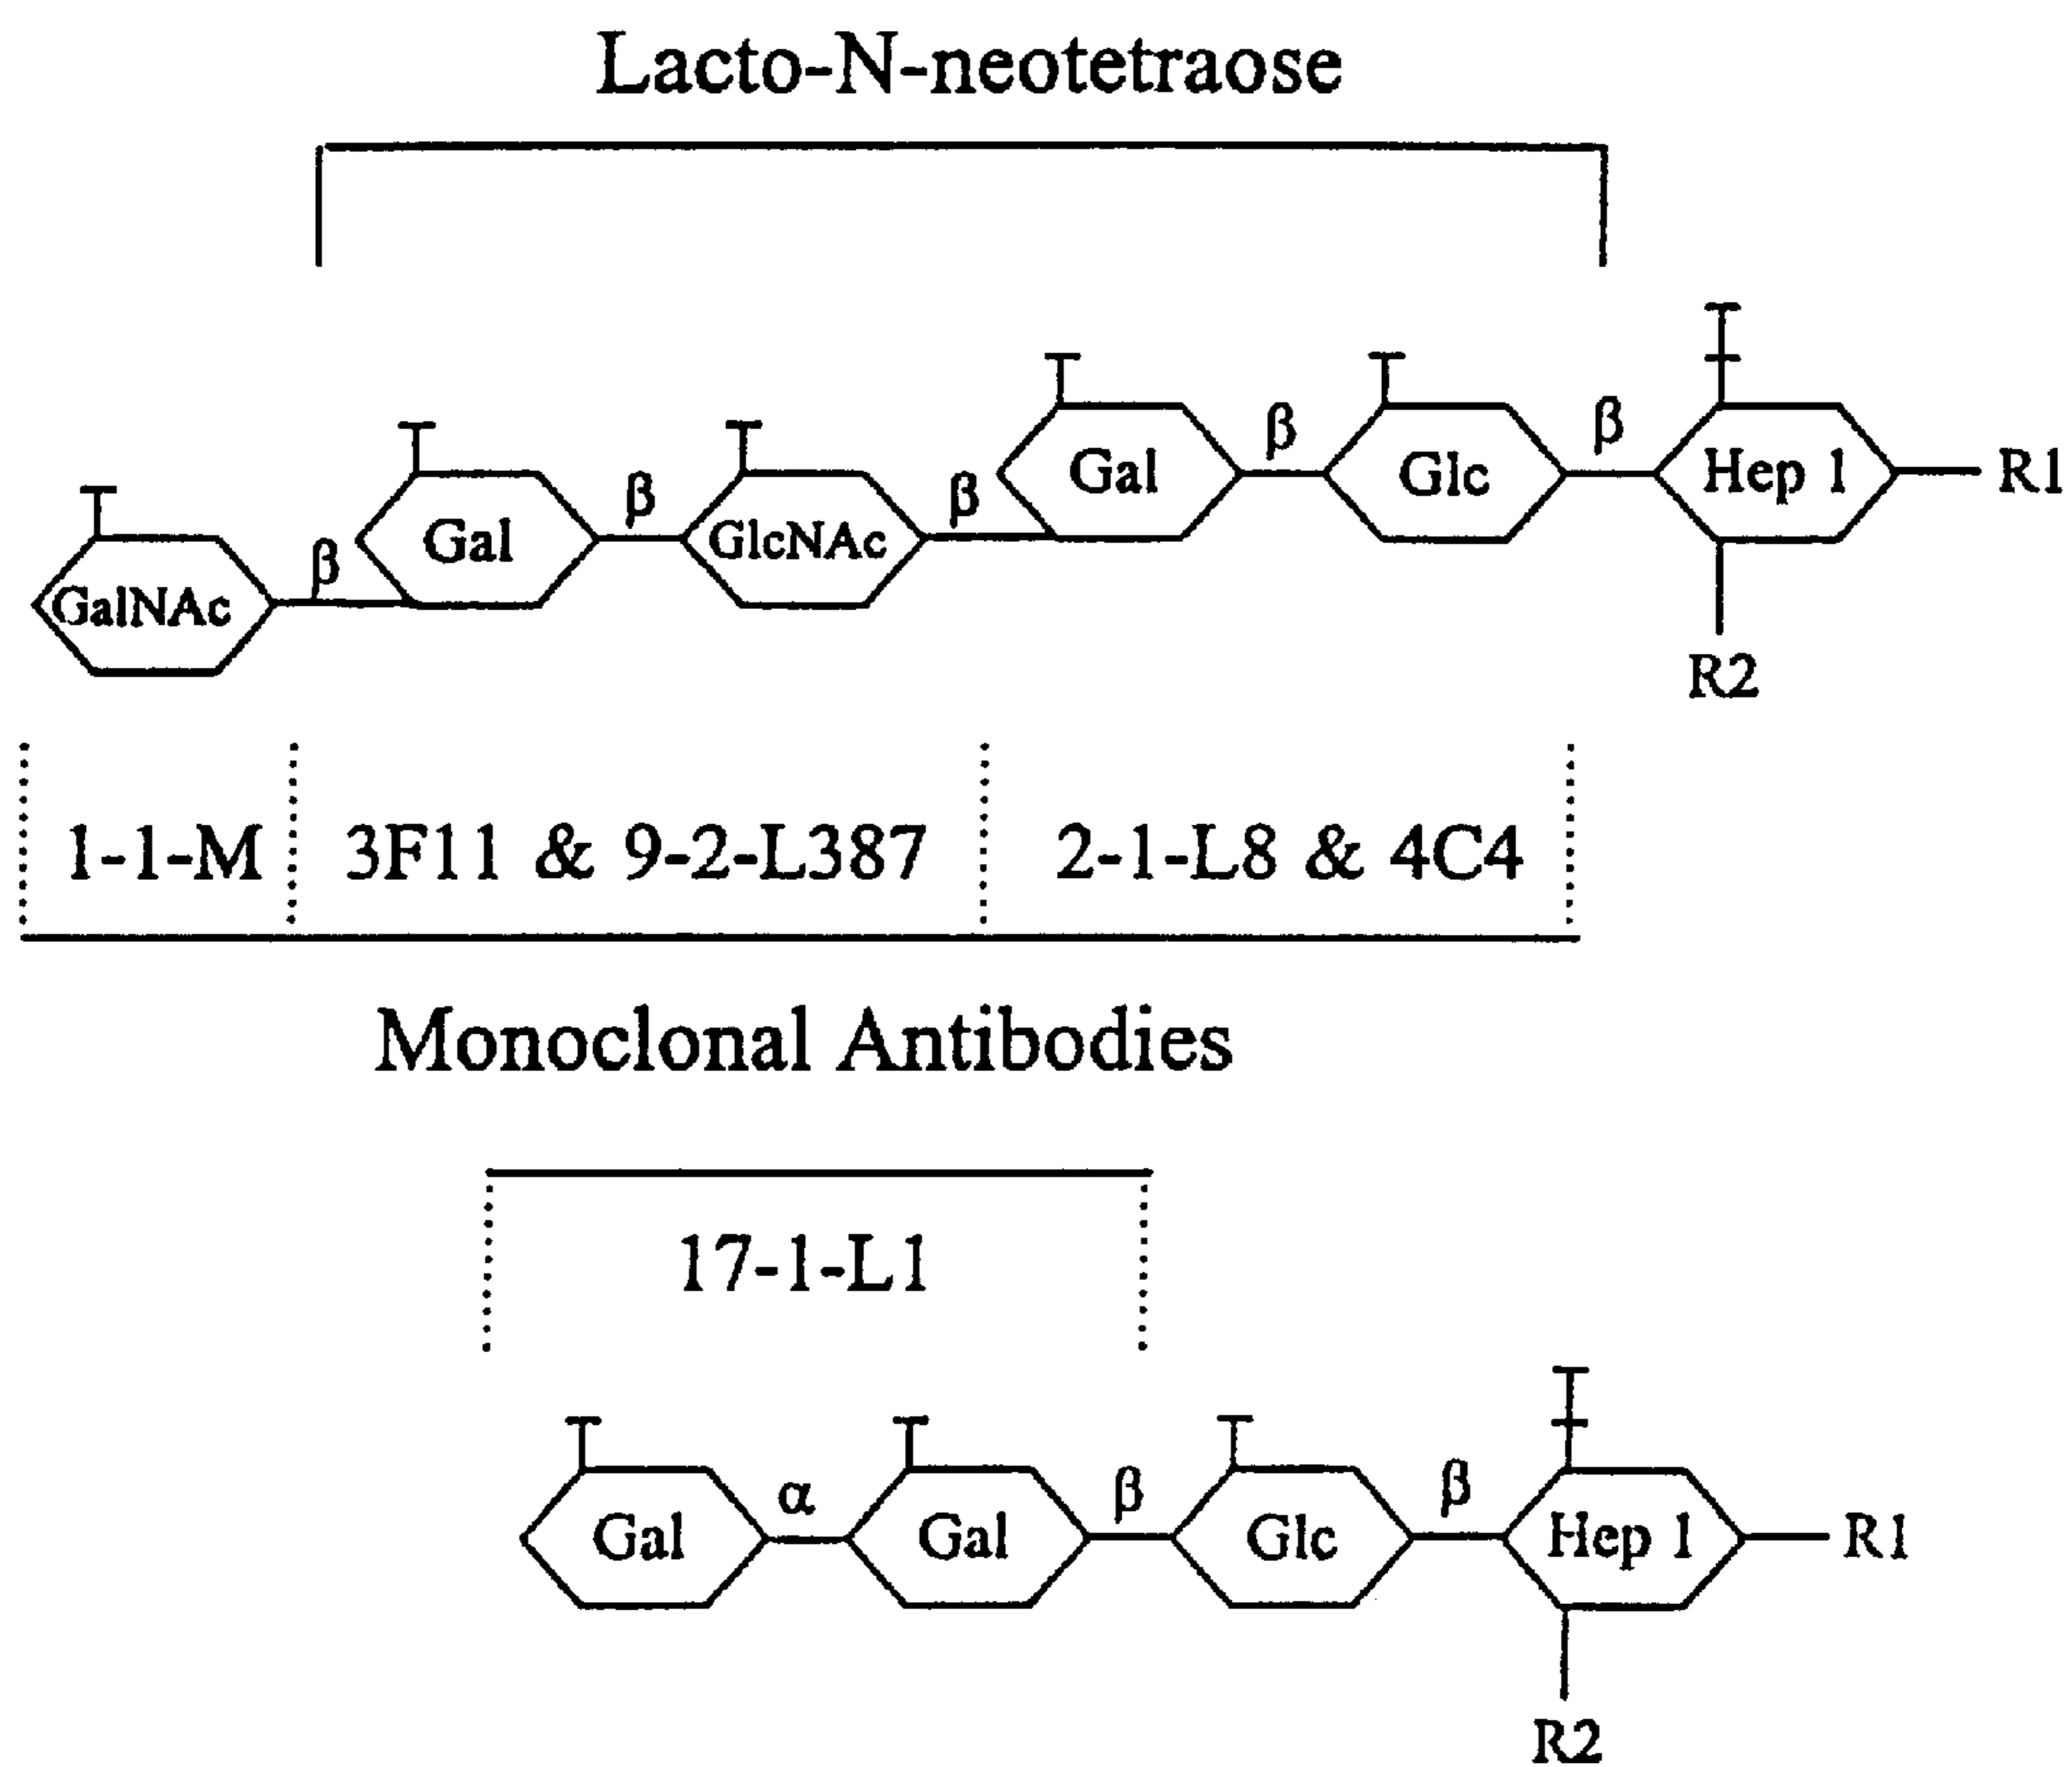 Lacto-N-neotetraose
β β β β β
GalNAc Gal GlcNAc Gal Glc Hep 1 R1
R2
1-1-M 3F11 & 9-2-L387 2-1-L8 & 4C4
Monoclonal Antibodies
17-1-L1
α β β
Gal Gal Glc Hep 1 R1
R2